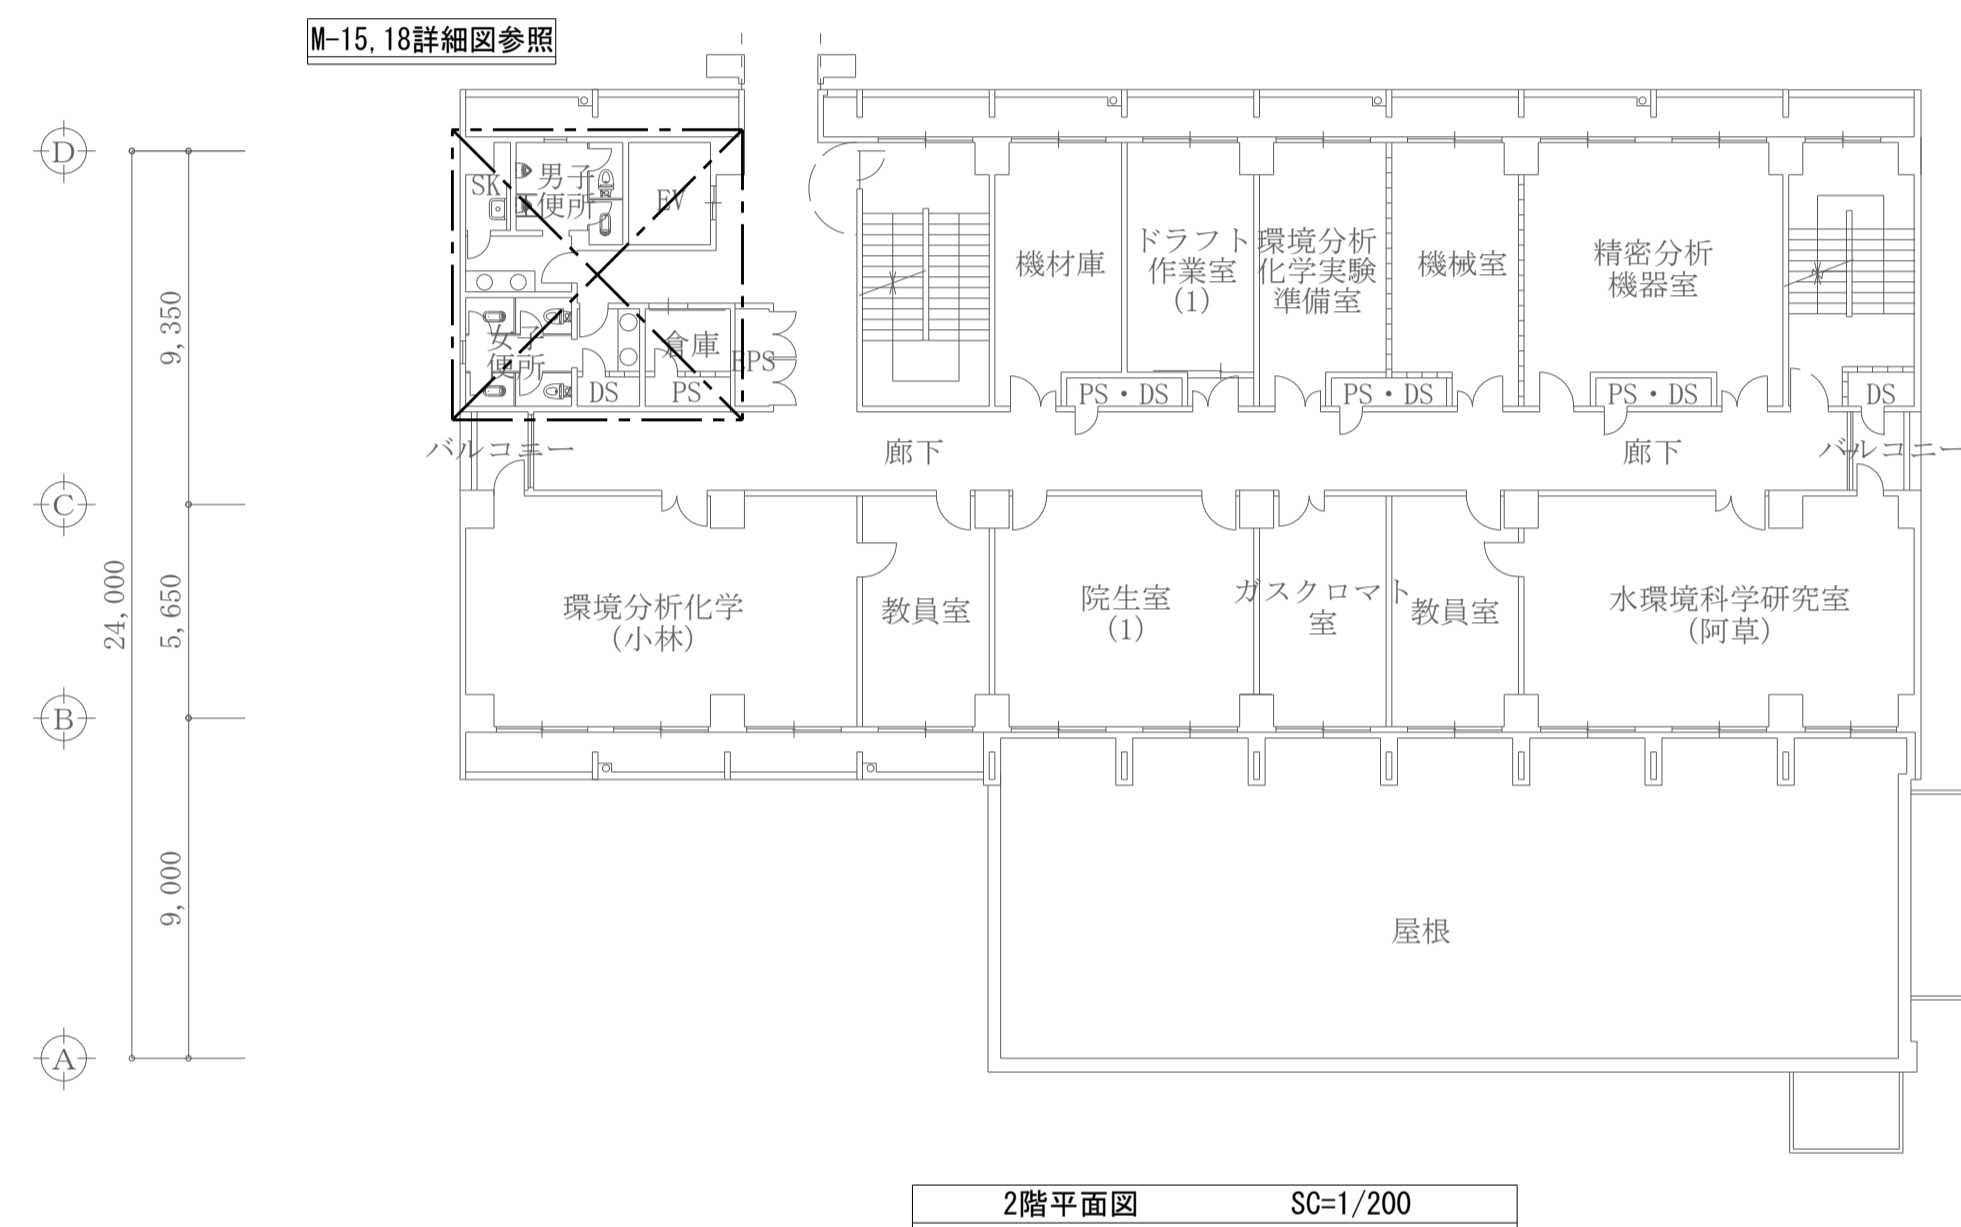 M-15,18詳細図参照
D
SK
男子
便所
EV
機材庫
ドラフト
作業室
(1)
環境分析
化学実験
準備室
機械室
精密分析
機器室
9,350
女子
便所
倉庫
EPS
DS
PS
PS・DS
PS・DS
PS・DS
DS
バルコニー
廊下
廊下
バルコニー
C
24,000
5,650
環境分析化学
(小林)
教員室
院生室
(1)
ガスクロマト
室
教員室
水環境科学研究室
(阿草)
B
9,000
屋根
A
2階平面図 SC=1/200